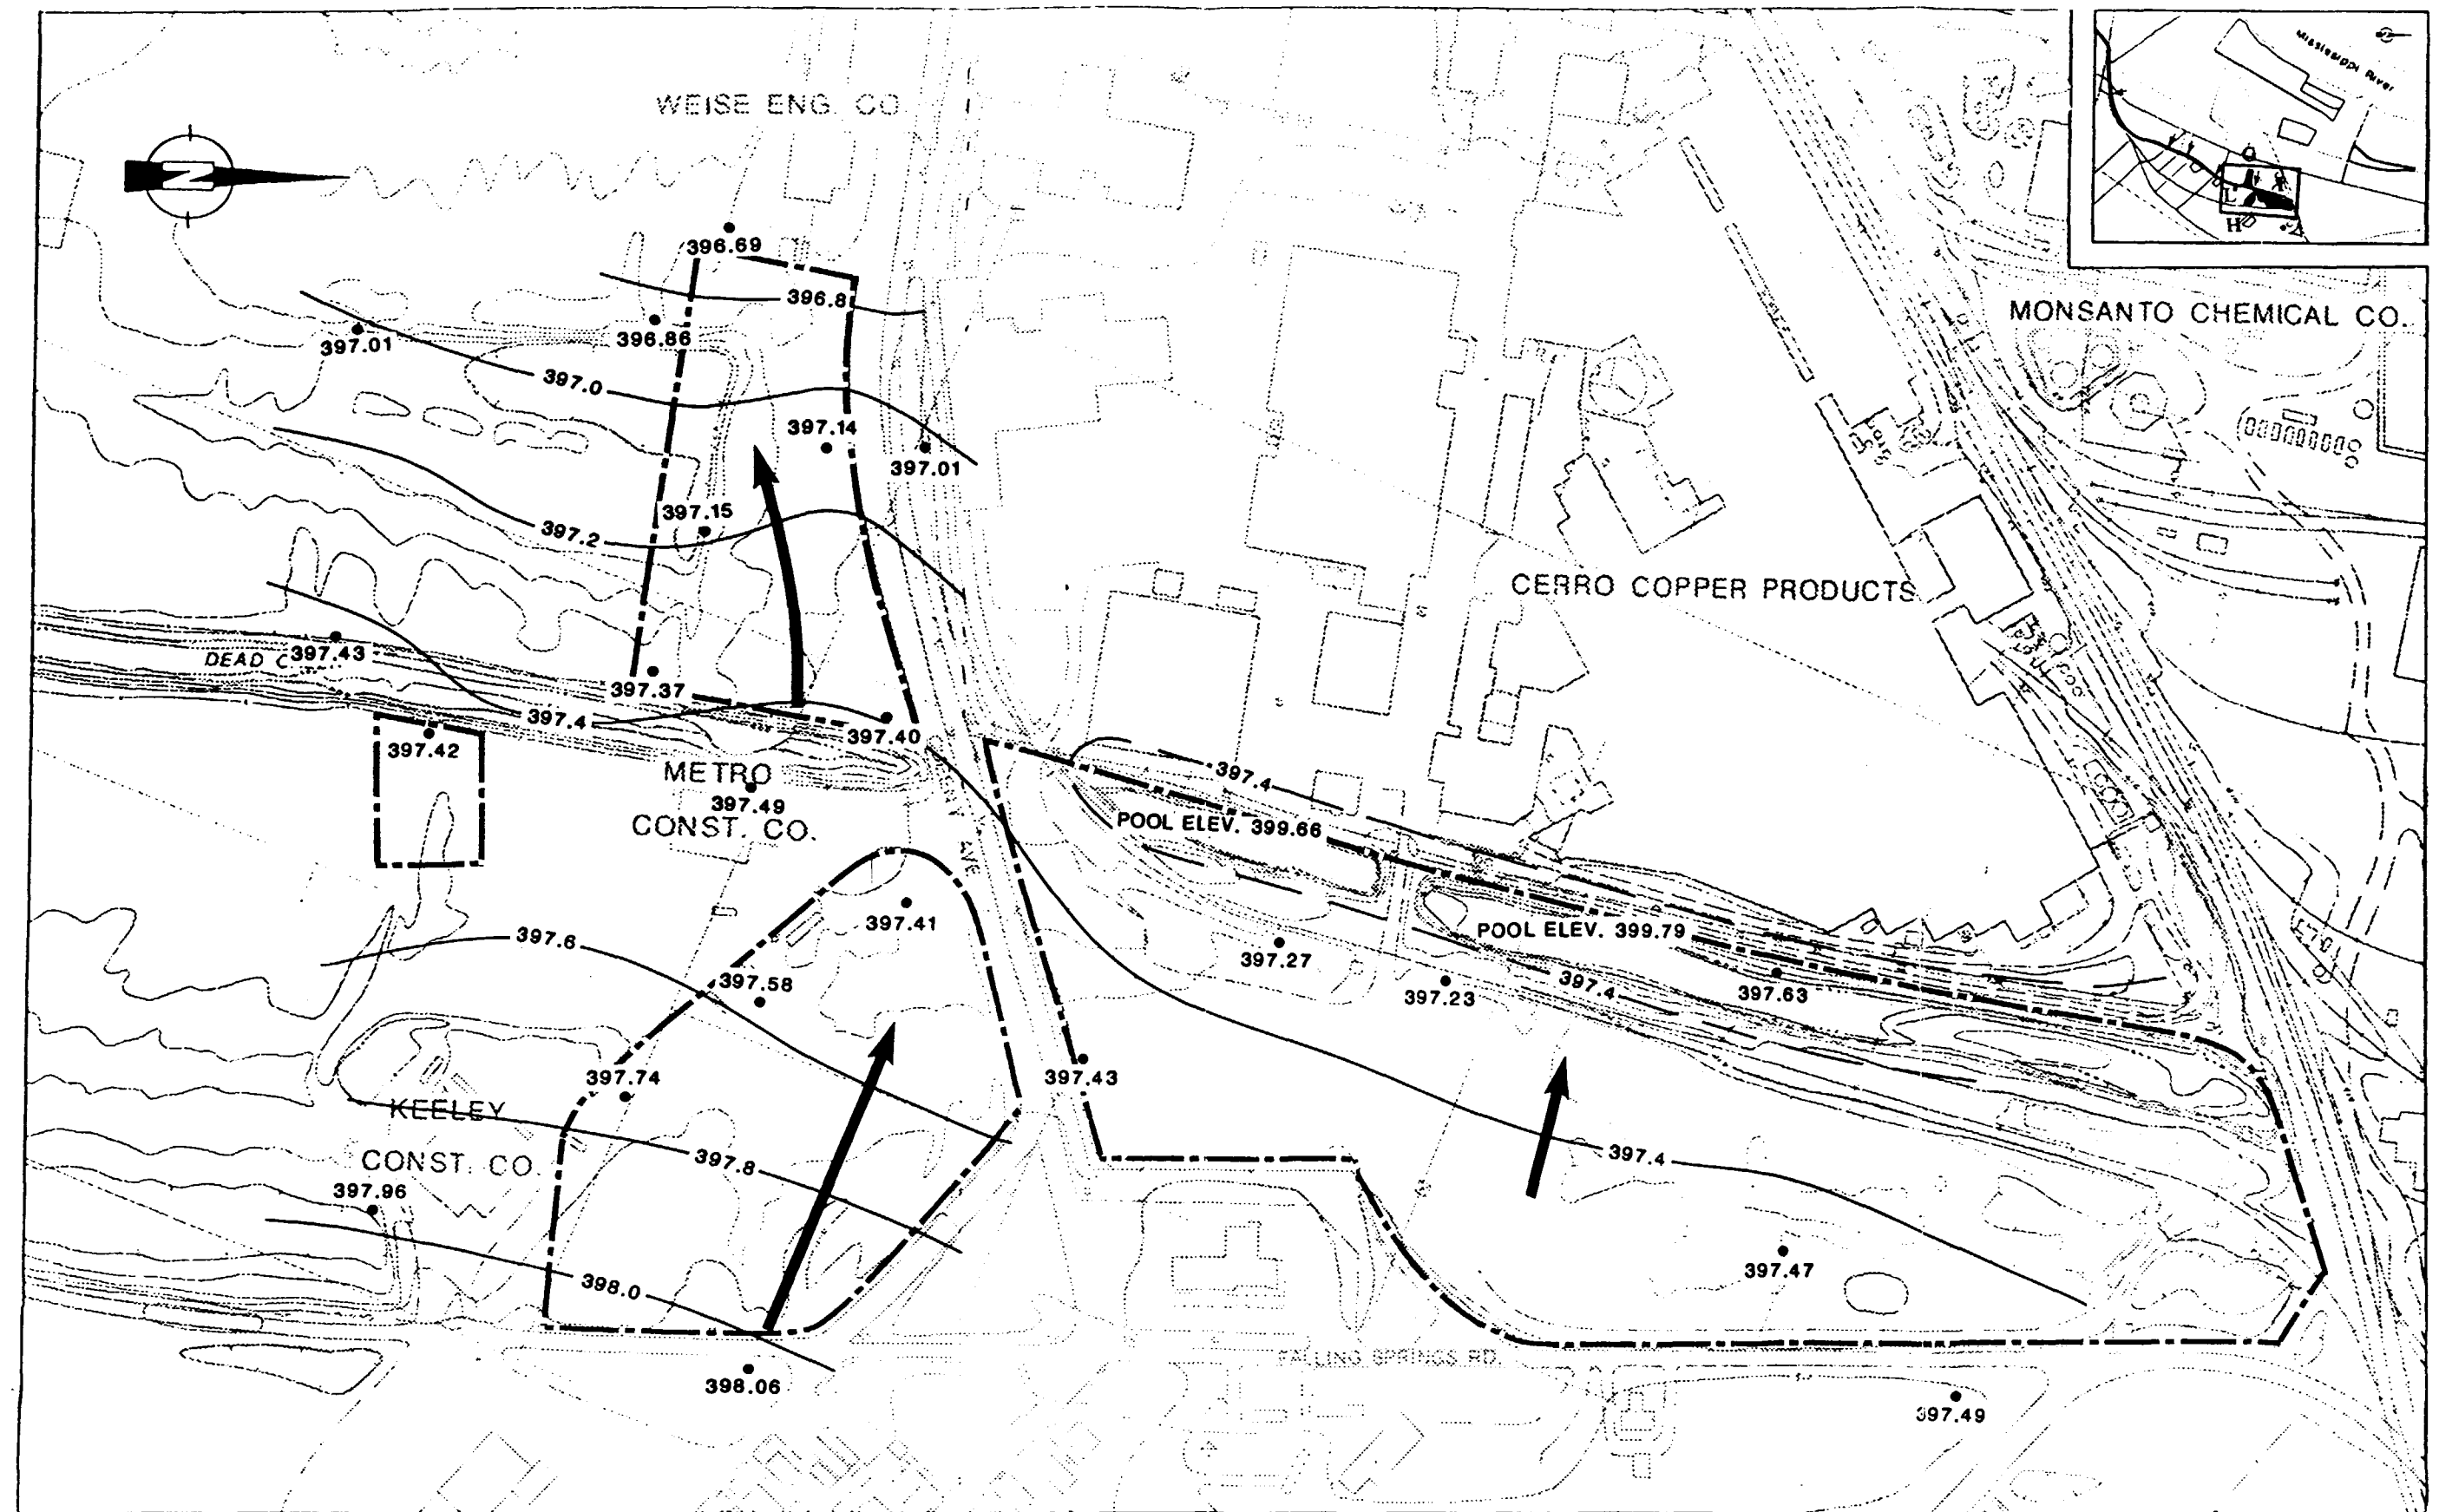 Mississippi River
WEISE ENG. CO.
N
396.69
396.8
MONSANTO CHEMICAL CO.
397.01
396.86
397.0
397.14
397.01
397.15
397.2
CERRO COPPER PRODUCTS
DEAD
397.43
397.37
397.4
397.40
397.42
METRO
397.49
CONST. CO.
AVE
397.4
POOL ELEV. 399.66
397.41
397.6
POOL ELEV. 399.79
397.27
397.58
397.23
397.4
397.63
397.74
397.43
KEELEY
CONST. CO.
397.8
397.4
397.96
398.0
397.47
FALLING SPRINGS RD.
398.06
397.49
H
L